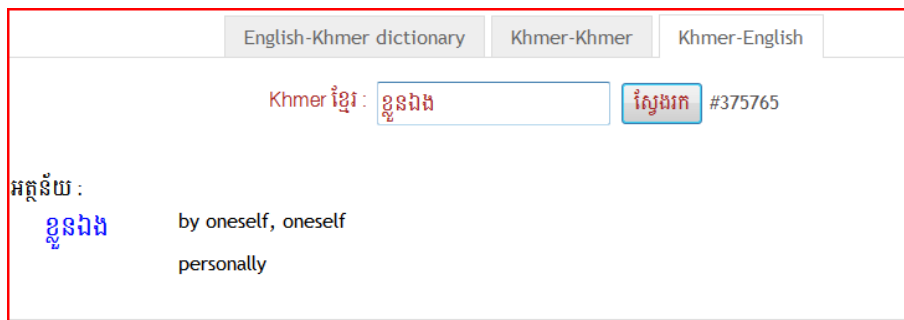 English-Khmer dictionary Khmer-Khmer Khmer-English
Khmer ខ្មែរ : ខ្លួនឯង ស្វែងរក #375765
អត្ថន័យ :
ខ្លួនឯង by oneself, oneself
personally